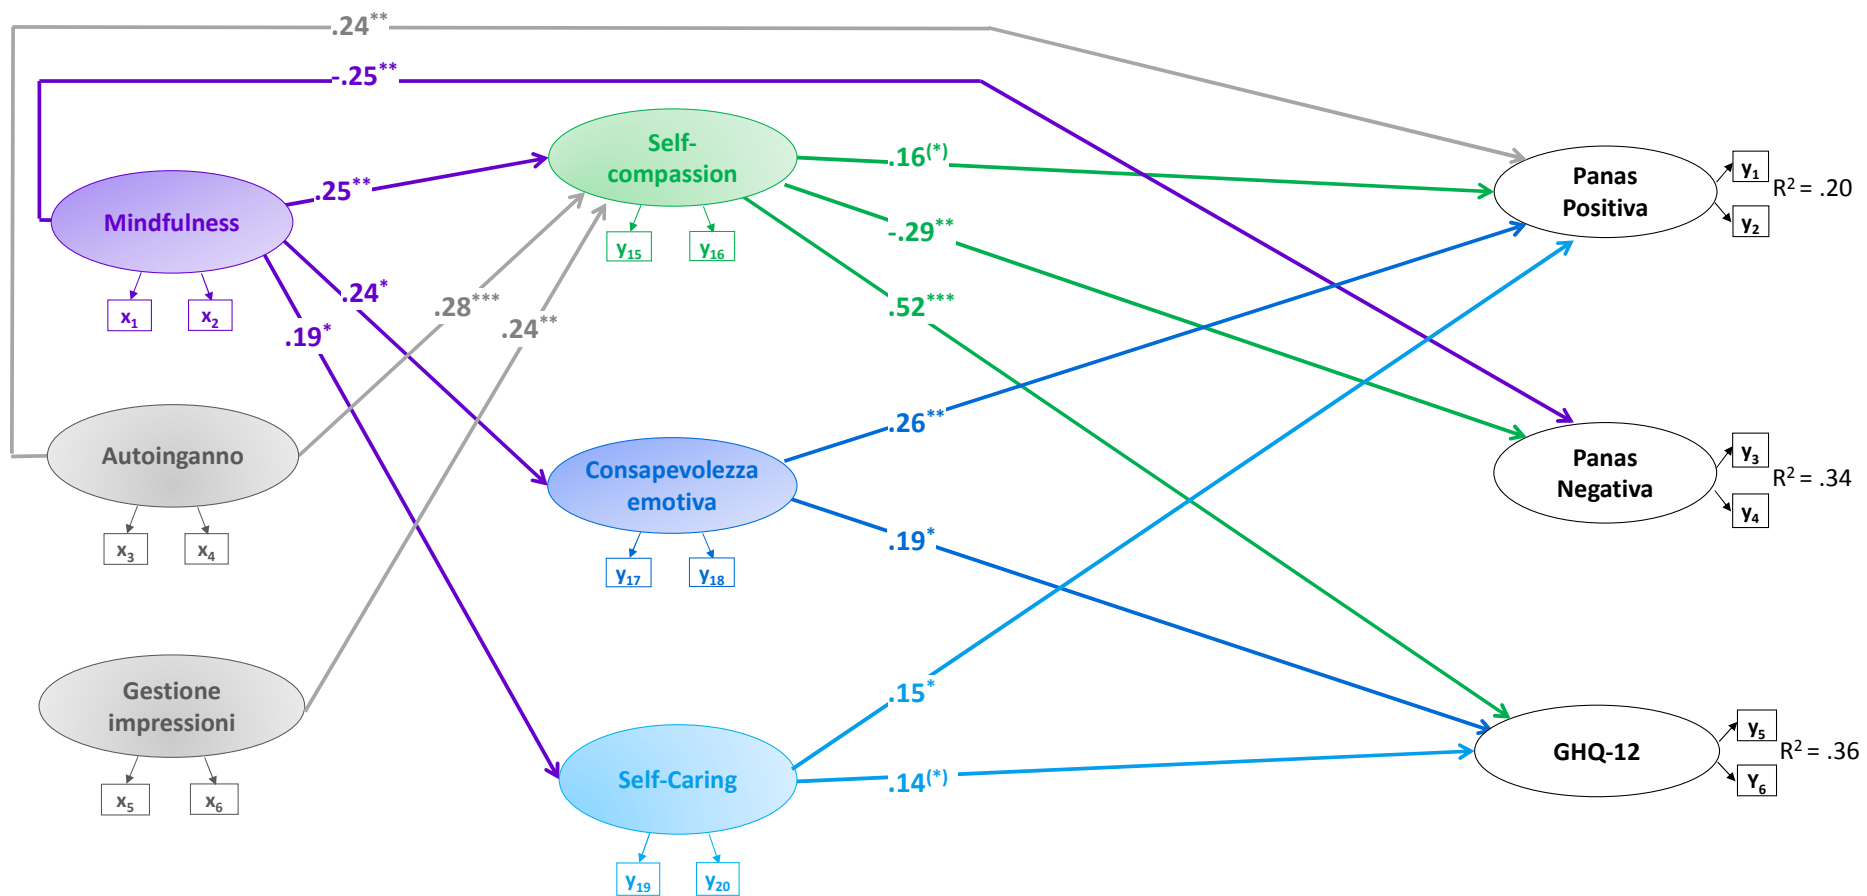 .24**
-.25**
Self-
compassion
.16(*)
Panas
Positiva
y1
y2
R2 = .20
Mindfulness
.25**
y15
y16
-.29**
x1
x2
.24*
.19*
.28***
.24**
.52***
Autoinganno
x3
x4
Consapevolezza
emotiva
.26**
y17
y18
.19*
Panas
Negativa
y3
y4
R2 = .34
Gestione
impressioni
x5
x6
Self-Caring
.15*
.14(*)
y19
y20
GHQ-12
y5
Y6
R2 = .36